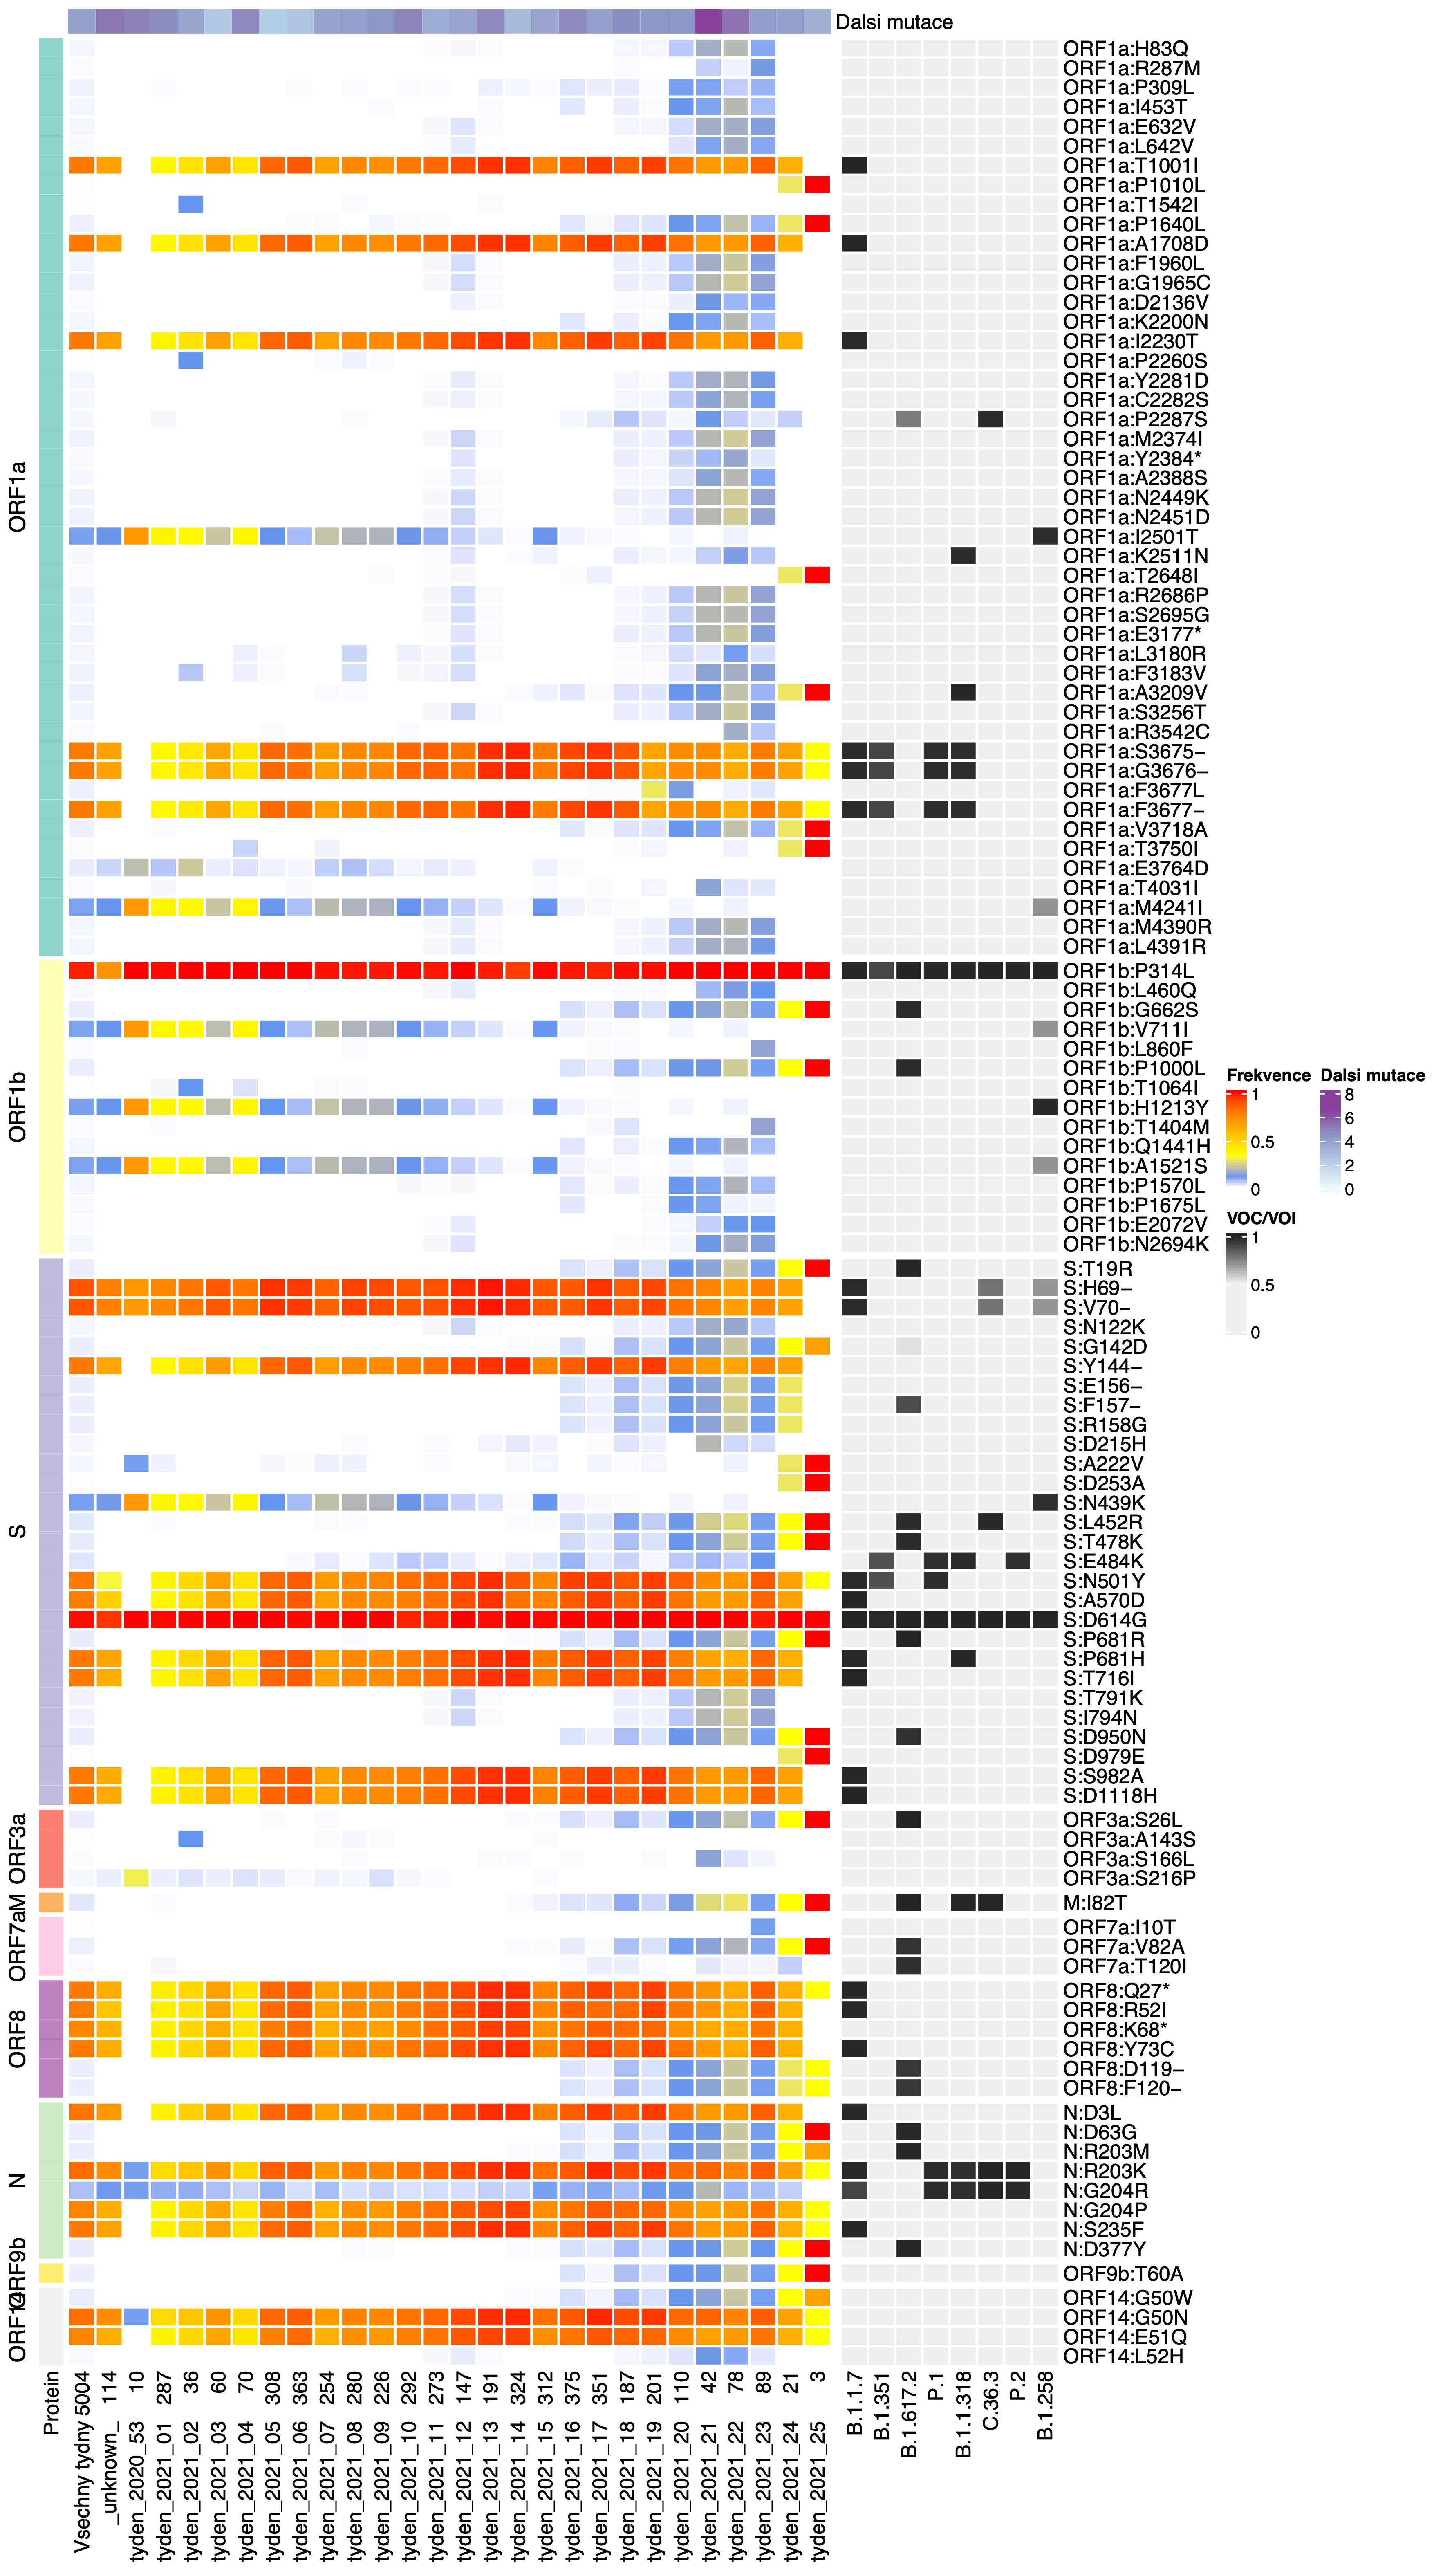 Dalsi mutace
ORF1a:H83Q
ORF1a:R287M
ORF1a:P309L
ORF1a:I453T
ORF1a:E632V
ORF1a:L642V
ORF1a:T1001I
ORF1a:P1010L
ORF1a:T1542I
ORF1a:P1640L
ORF1a:A1708D
ORF1a:F1960L
ORF1a:G1965C
ORF1a:D2136V
ORF1a:K2200N
ORF1a:I2230T
ORF1a:P2260S
ORF1a:Y2281D
ORF1a:C2282S
ORF1a:P2287S
ORF1a:M2374I
ORF1a:Y2384*
ORF1a:A2388S
ORF1a:N2449K
ORF1a:N2451D
ORF1a:I2501T
ORF1a:K2511N
ORF1a:T2648I
ORF1a:R2686P
ORF1a:S2695G
ORF1a:E3177*
ORF1a:L3180R
ORF1a:F3183V
ORF1a:A3209V
ORF1a:S3256T
ORF1a:R3542C
ORF1a:S3675−
ORF1a:G3676−
ORF1a:F3677L
ORF1a:F3677−
ORF1a:V3718A
ORF1a:T3750I
ORF1a:E3764D
ORF1a:T4031I
ORF1a:M4241I
ORF1a:M4390R
ORF1a:L4391R
ORF1a
ORF1b:P314L
ORF1b:L460Q
ORF1b:G662S
ORF1b:V711I
ORF1b:L860F
ORF1b:P1000L
ORF1b:T1064I
ORF1b:H1213Y
ORF1b:T1404M
ORF1b:Q1441H
ORF1b:A1521S
ORF1b:P1570L
ORF1b:P1675L
ORF1b:E2072V
ORF1b:N2694K
ORF1b
S:T19R
S:H69−
S:V70−
S:N122K
S:G142D
S:Y144−
S:E156−
S:F157−
S:R158G
S:D215H
S:A222V
S:D253A
S:N439K
S:L452R
S:T478K
S:E484K
S:N501Y
S:A570D
S:D614G
S:P681R
S:P681H
S:T716I
S:T791K
S:I794N
S:D950N
S:D979E
S:S982A
S:D1118H
S
ORF3a:S26L
ORF3a:A143S
ORF3a:S166L
ORF3a:S216P
ORF3a
M:I82T
M
ORF7a:I10T
ORF7a:V82A
ORF7a:T120I
ORF7a
ORF8:Q27*
ORF8:R52I
ORF8:K68*
ORF8:Y73C
ORF8:D119−
ORF8:F120−
ORF8
N:D3L
N:D63G
N:R203M
N:R203K
N:G204R
N:G204P
N:S235F
N:D377Y
N
ORF9b:T60A
ORF9b
ORF14:G50W
ORF14:G50N
ORF14:E51Q
ORF14:L52H
ORF14
Frekvence
1
0.5
0
Dalsi mutace
8
6
4
2
0
VOC/VOI
1
0.5
0
Protein
Vsechny tydny 5004
_unknown_ 114
tyden_2020_53 10
tyden_2021_01 287
tyden_2021_02 36
tyden_2021_03 60
tyden_2021_04 70
tyden_2021_05 308
tyden_2021_06 363
tyden_2021_07 254
tyden_2021_08 280
tyden_2021_09 226
tyden_2021_10 292
tyden_2021_11 273
tyden_2021_12 147
tyden_2021_13 191
tyden_2021_14 324
tyden_2021_15 312
tyden_2021_16 375
tyden_2021_17 351
tyden_2021_18 187
tyden_2021_19 201
tyden_2021_20 110
tyden_2021_21 42
tyden_2021_22 78
tyden_2021_23 89
tyden_2021_24 21
tyden_2021_25 3
B.1.1.7
B.1.351
B.1.617.2
P.1
B.1.1.318
C.36.3
P.2
B.1.258